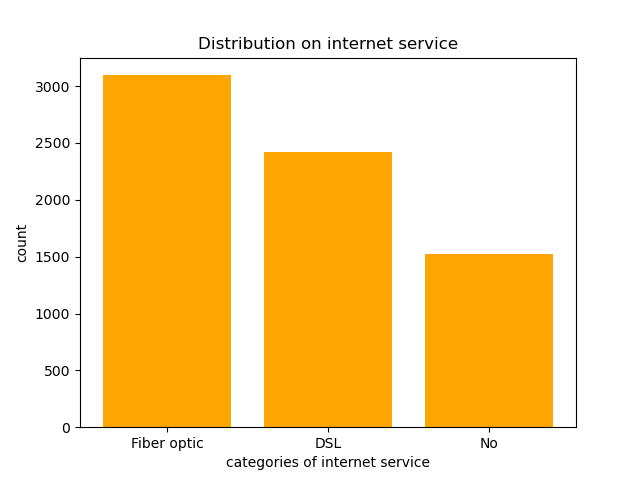 Distribution on internet service
3000
2500
2000
1500
1000
500
0
count
Fiber optic
DSL
No
categories of internet service